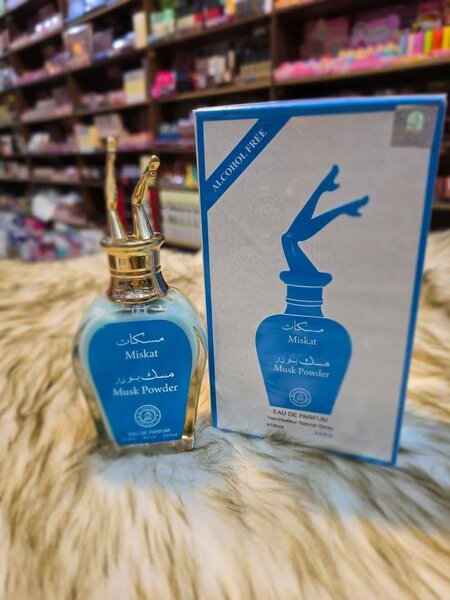 مسكات
Miskat
مسك بودر
Musk Powder
EAU DE PARFUM
ALCOHOL FREE
مسكات
Miskat
مسك بودر
Musk Powder
EAU DE PARFUM
Vaporisateur Natural Spray